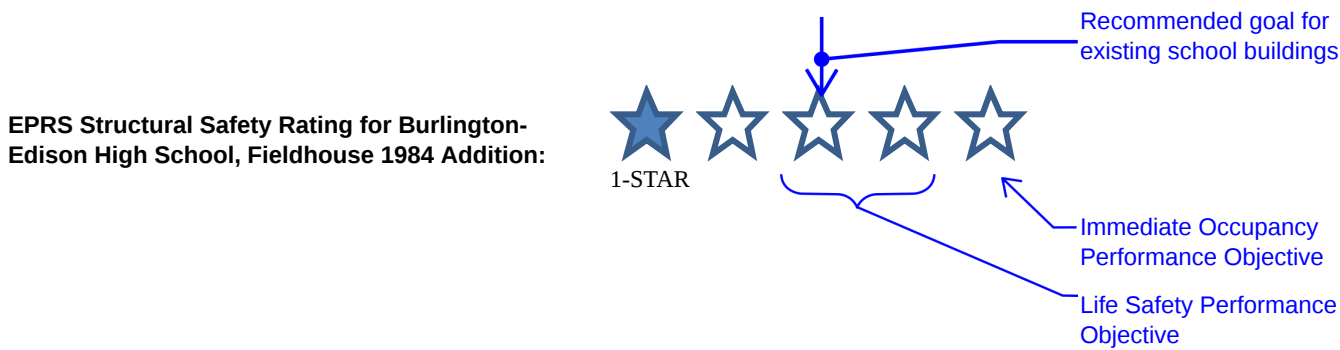 Recommended goal for
existing school buildings
EPRS Structural Safety Rating for Burlington-
Edison High School, Fieldhouse 1984 Addition:
1-STAR
Immediate Occupancy
Performance Objective
Life Safety Performance
Objective